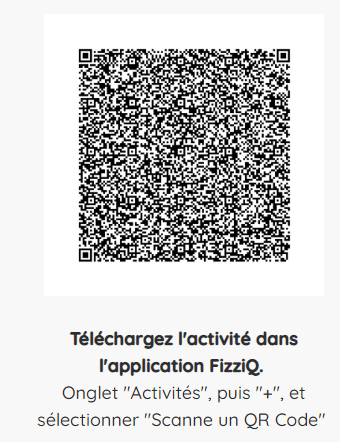 Téléchargez l'activité dans
l'application FizziQ.
Onglet "Activités", puis "+", et
sélectionner "Scanne un QR Code"